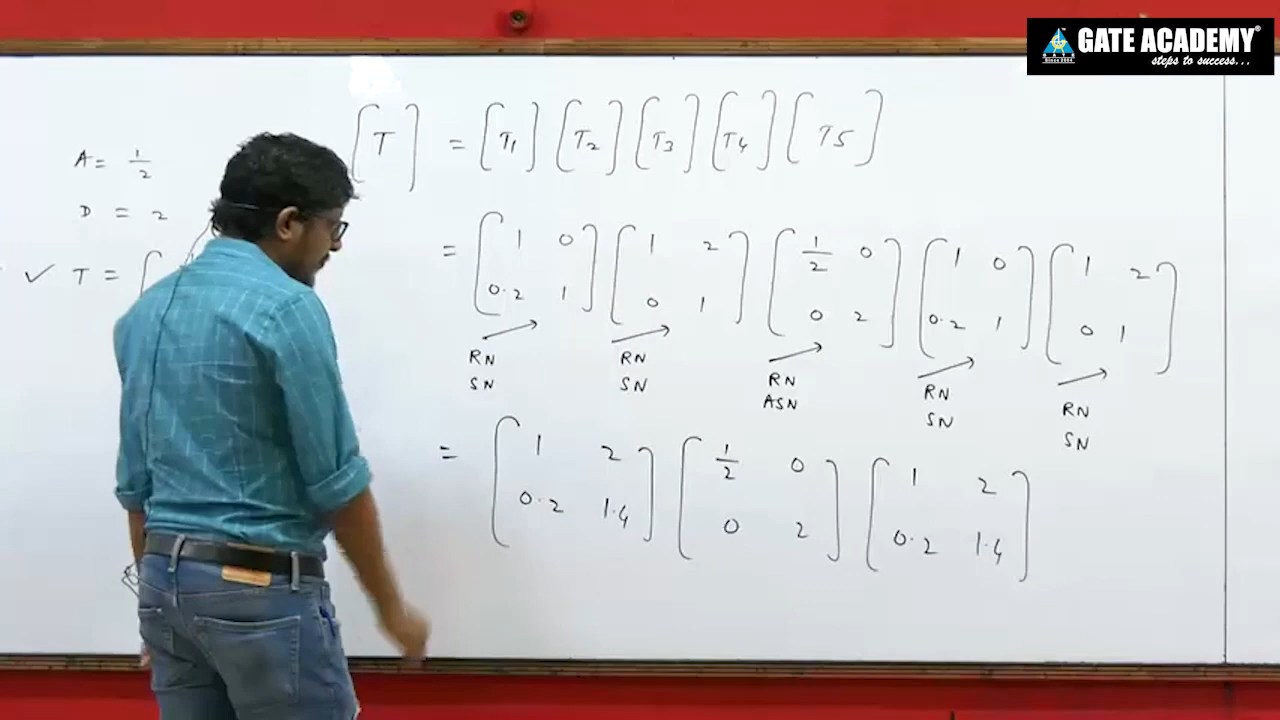 GATE ACADEMY®
GATE
Since 2004
steps to success...
A = 1/2
D = 2
✓ T = [
[T] = [T1] [T2] [T3] [T4] [T5]
= [1 0] [1 2] [1/2 0] [1 0] [1 2]
[0.2 1] [0 1] [0 2] [0.2 1] [0 1]
RN RN RN RN RN
SN SN ASN SN SN
= [1 2] [1/2 0] [1 2]
[0.2 1.4] [0 2] [0.2 1.4]